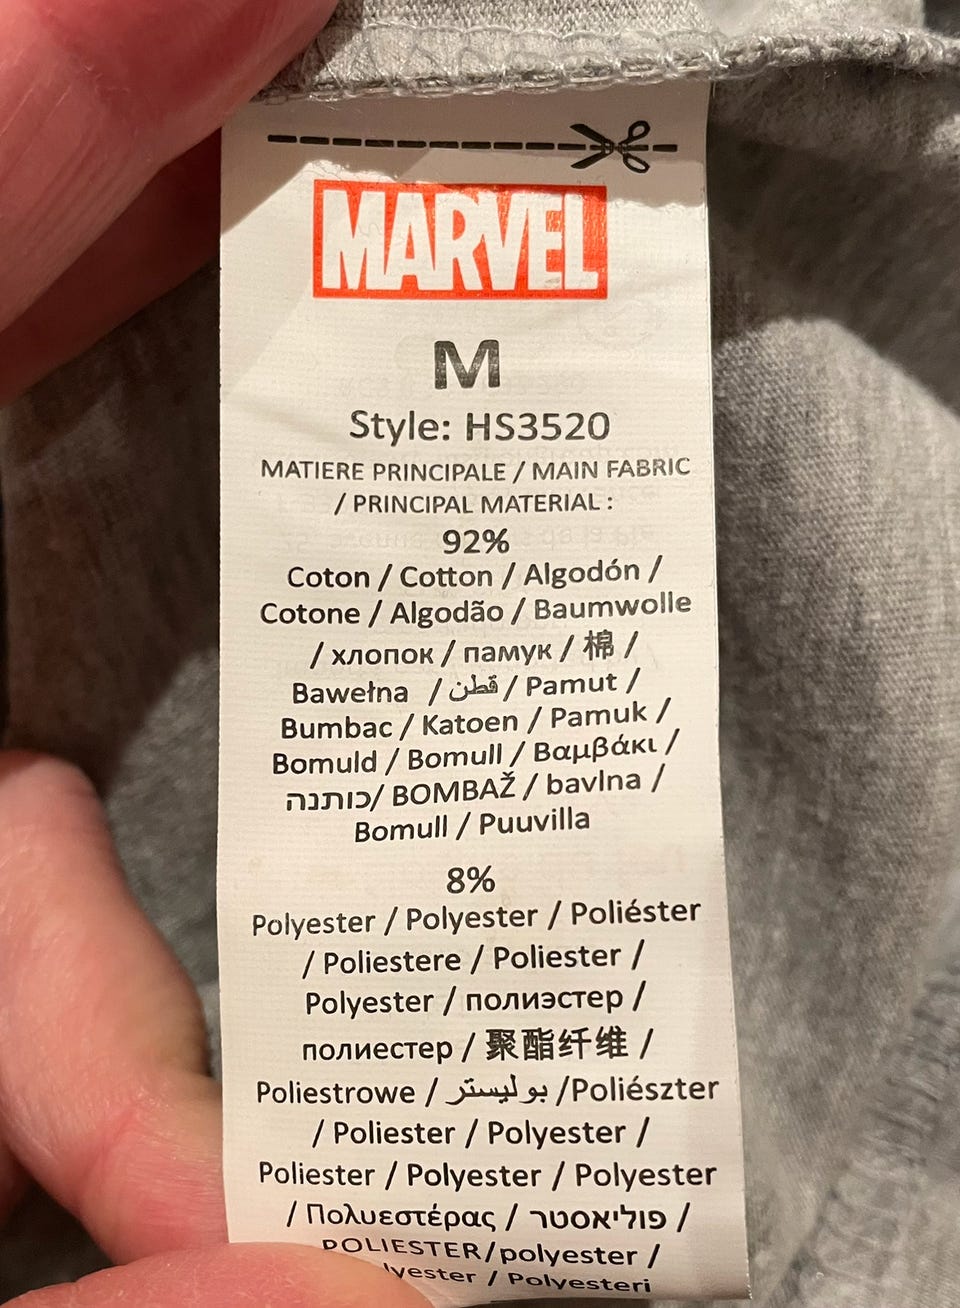 MARVEL
M
Style: HS3520
MATIERE PRINCIPALE / MAIN FABRIC
/ PRINCIPAL MATERIAL :
92%
Coton / Cotton / Algodón /
Cotone / Algodão / Baumwolle
/ хлопок / памук / 棉 /
Bawełna / قطن / Pamut /
Bumbac / Katoen / Pamuk /
Bomuld / Bomull / Βαμβάκι /
כותנה/ BOMBAŽ / bavlna /
Bomull / Puuvilla
8%
Polyester / Polyester / Poliéster
/ Poliestere / Poliester /
Polyester / полиэстер /
полиестер / 聚酯纤维 /
Poliestrowe / بوليستر /Poliészter
/ Poliester / Polyester /
Poliester / Polyester / Polyester
/ Πολυεστέρας / פוליאסטר /
POLIESTER/polyester /
/ Polyesteri